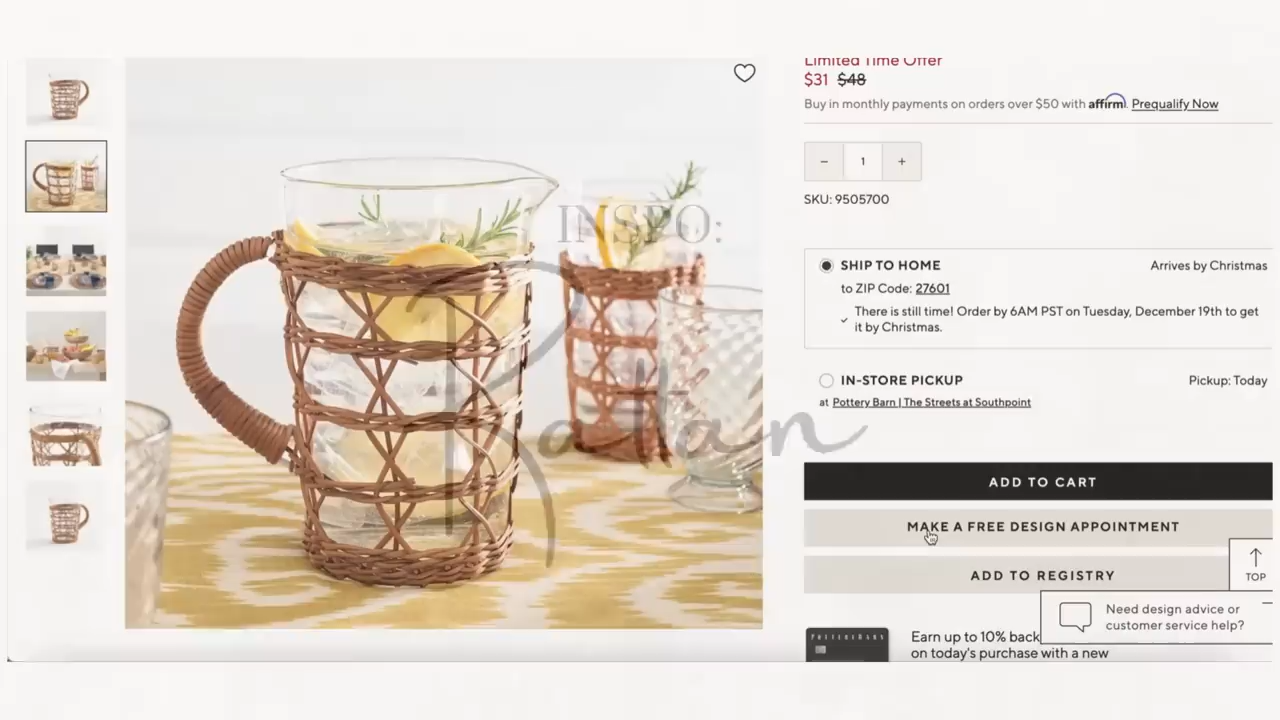 Limited Time Offer
$31 $48
Buy in monthly payments on orders over $50 with affirm. Prequalify Now
− 1 +
SKU: 9505700
INSPO:
Rattan
SHIP TO HOME Arrives by Christmas
to ZIP Code: 27601
There is still time! Order by 6AM PST on Tuesday, December 19th to get
it by Christmas.
IN-STORE PICKUP Pickup: Today
at Pottery Barn | The Streets at Southpoint
ADD TO CART
MAKE A FREE DESIGN APPOINTMENT
ADD TO REGISTRY
TOP
Need design advice or
customer service help?
POTTERY BARN
Earn up to 10% back
on today's purchase with a new